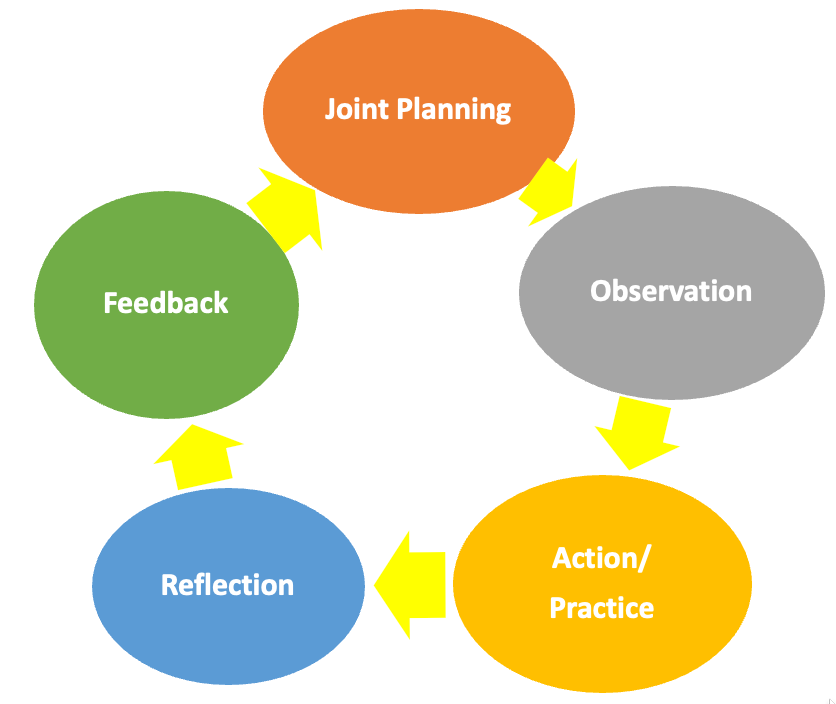 Joint Planning
Observation
Action/
Practice
Reflection
Feedback